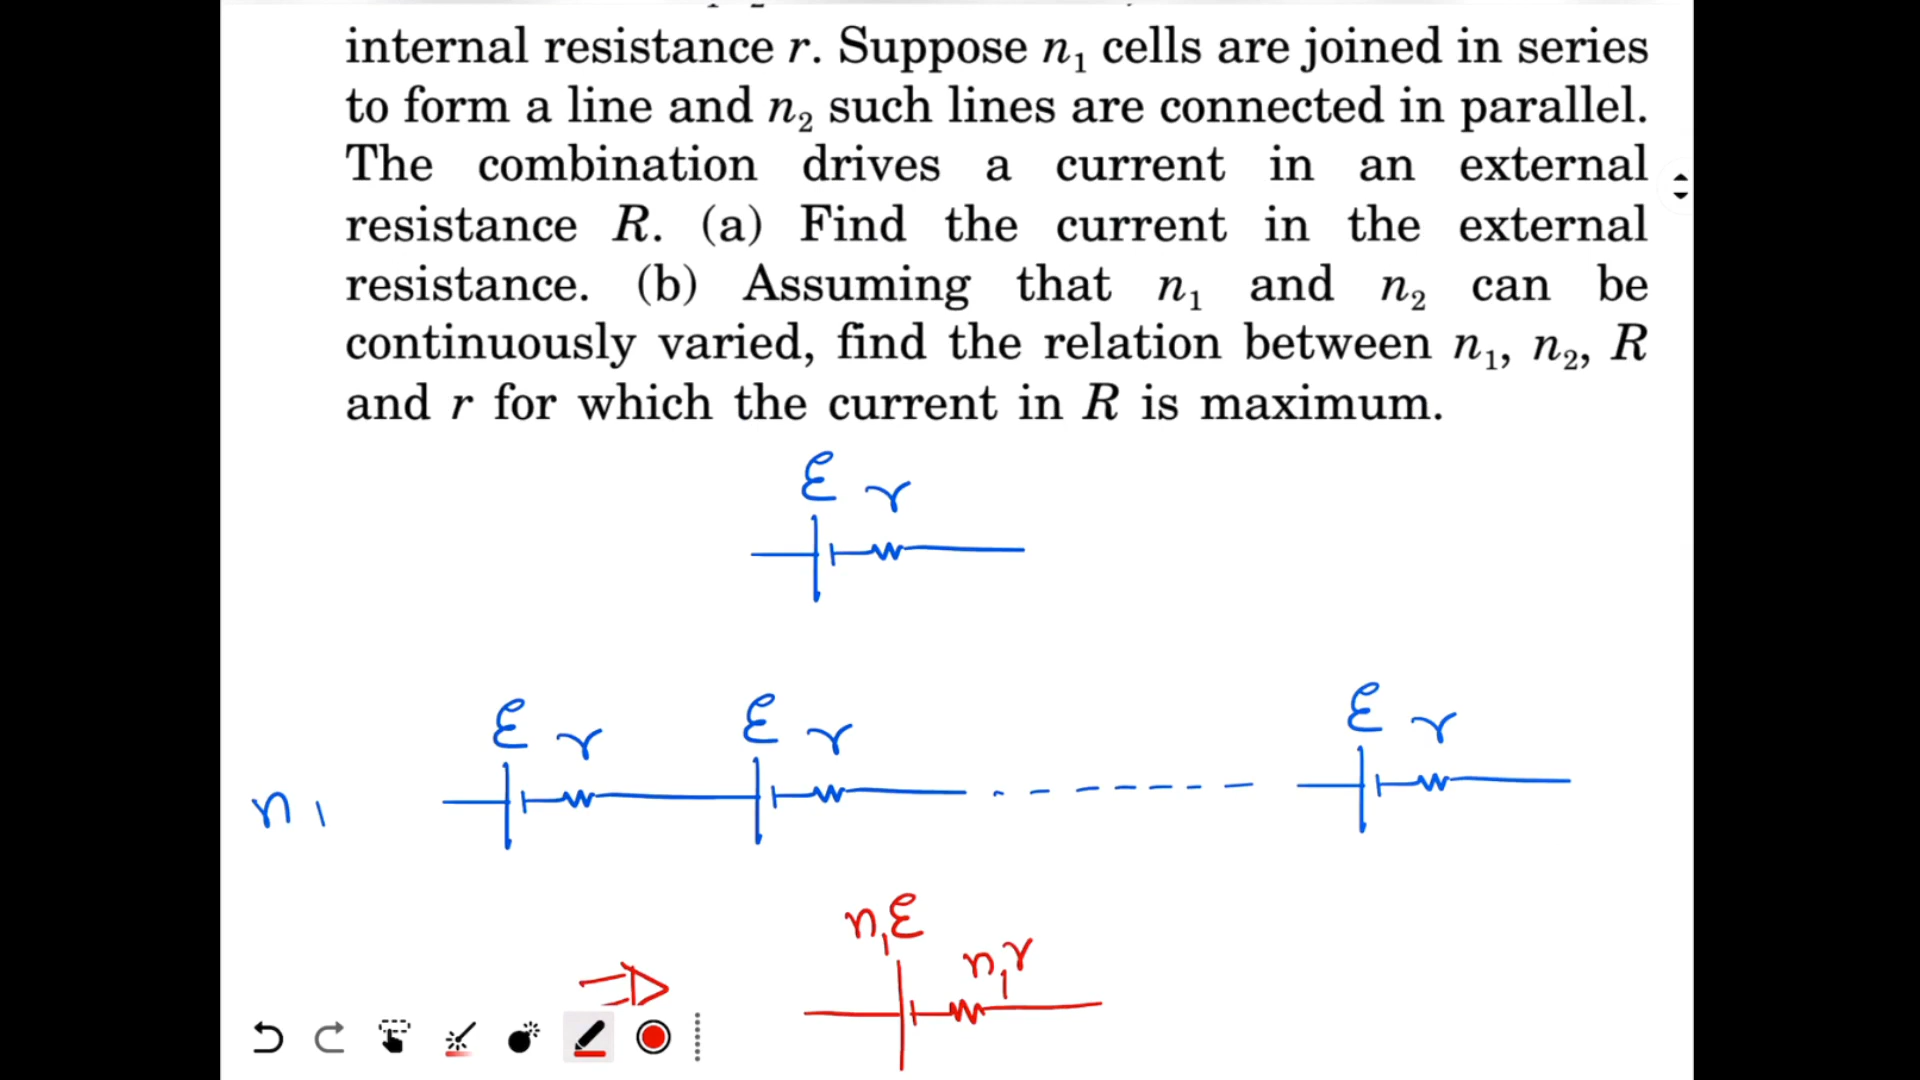 internal resistance r. Suppose n₁ cells are joined in series
to form a line and n₂ such lines are connected in parallel.
The combination drives a current in an external
resistance R. (a) Find the current in the external
resistance. (b) Assuming that n₁ and n₂ can be
continuously varied, find the relation between n₁, n₂, R
and r for which the current in R is maximum.
ℰ r
ℰ r ℰ r ℰ r
n₁
n₁ℰ
n₁r